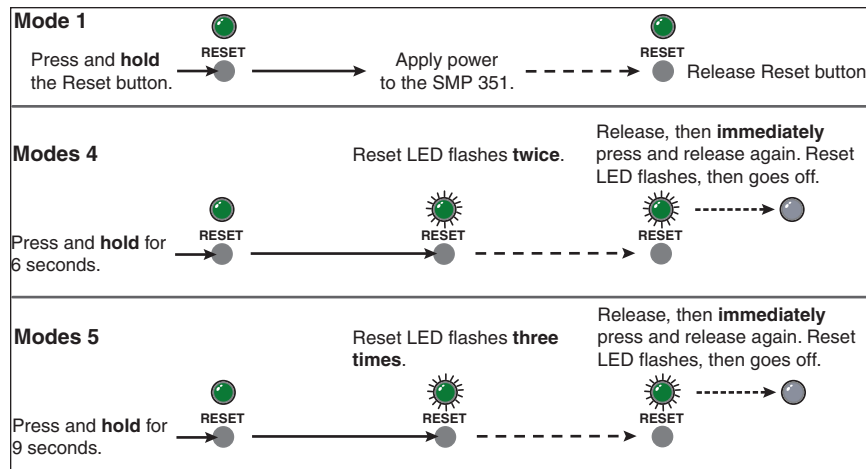 Mode 1
RESET
RESET
Press and hold
the Reset button.
Apply power
to the SMP 351.
Release Reset button
Modes 4
Reset LED flashes twice.
Release, then immediately
press and release again. Reset
LED flashes, then goes off.
RESET
RESET
RESET
Press and hold for
6 seconds.
Modes 5
Reset LED flashes three
times.
Release, then immediately
press and release again. Reset
LED flashes, then goes off.
RESET
RESET
RESET
Press and hold for
9 seconds.